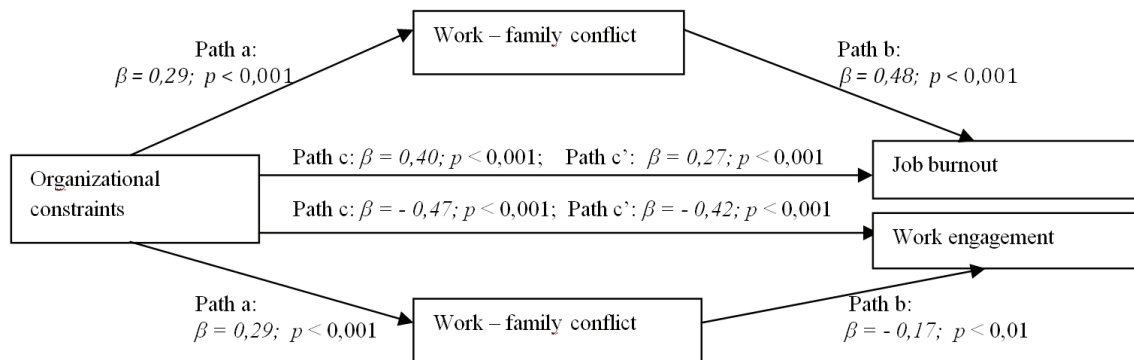 Work – family conflict
Path a:
β = 0,29; p < 0,001
Path b:
β = 0,48; p < 0,001
Path c: β = 0,40; p < 0,001; Path c’: β = 0,27; p < 0,001
Job burnout
Organizational
constraints
Path c: β = - 0,47; p < 0,001; Path c’: β = - 0,42; p < 0,001
Work engagement
Path a:
β = 0,29; p < 0,001
Work – family conflict
Path b:
β = - 0,17; p < 0,01